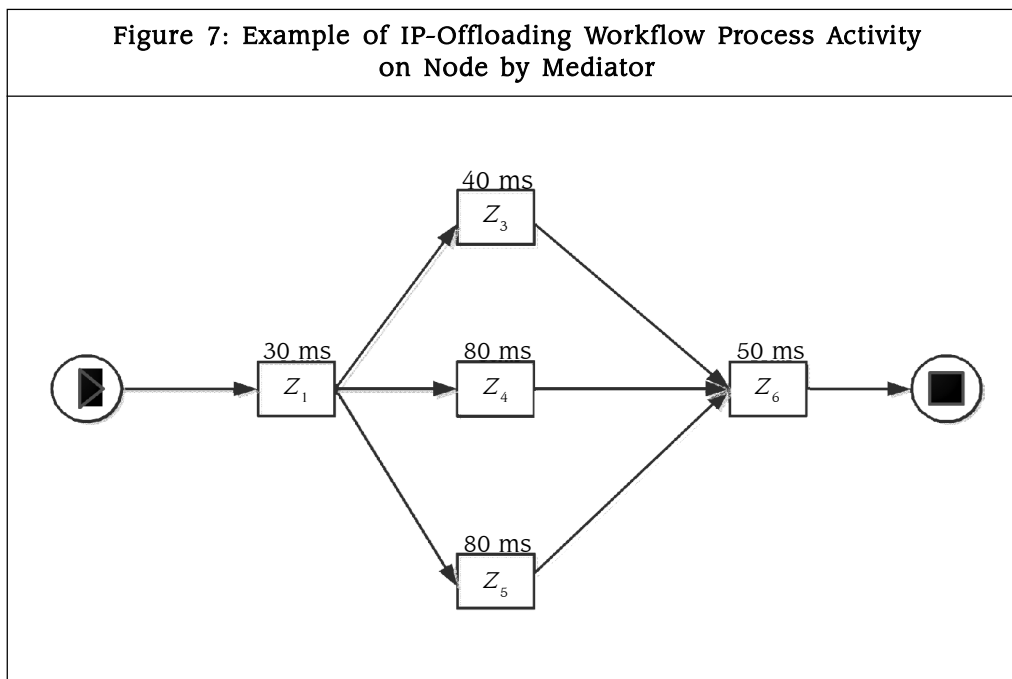 Figure 7: Example of IP-Offloading Workflow Process Activity
on Node by Mediator
40 ms
Z3
30 ms
Z1
80 ms
Z4
50 ms
Z6
80 ms
Z5